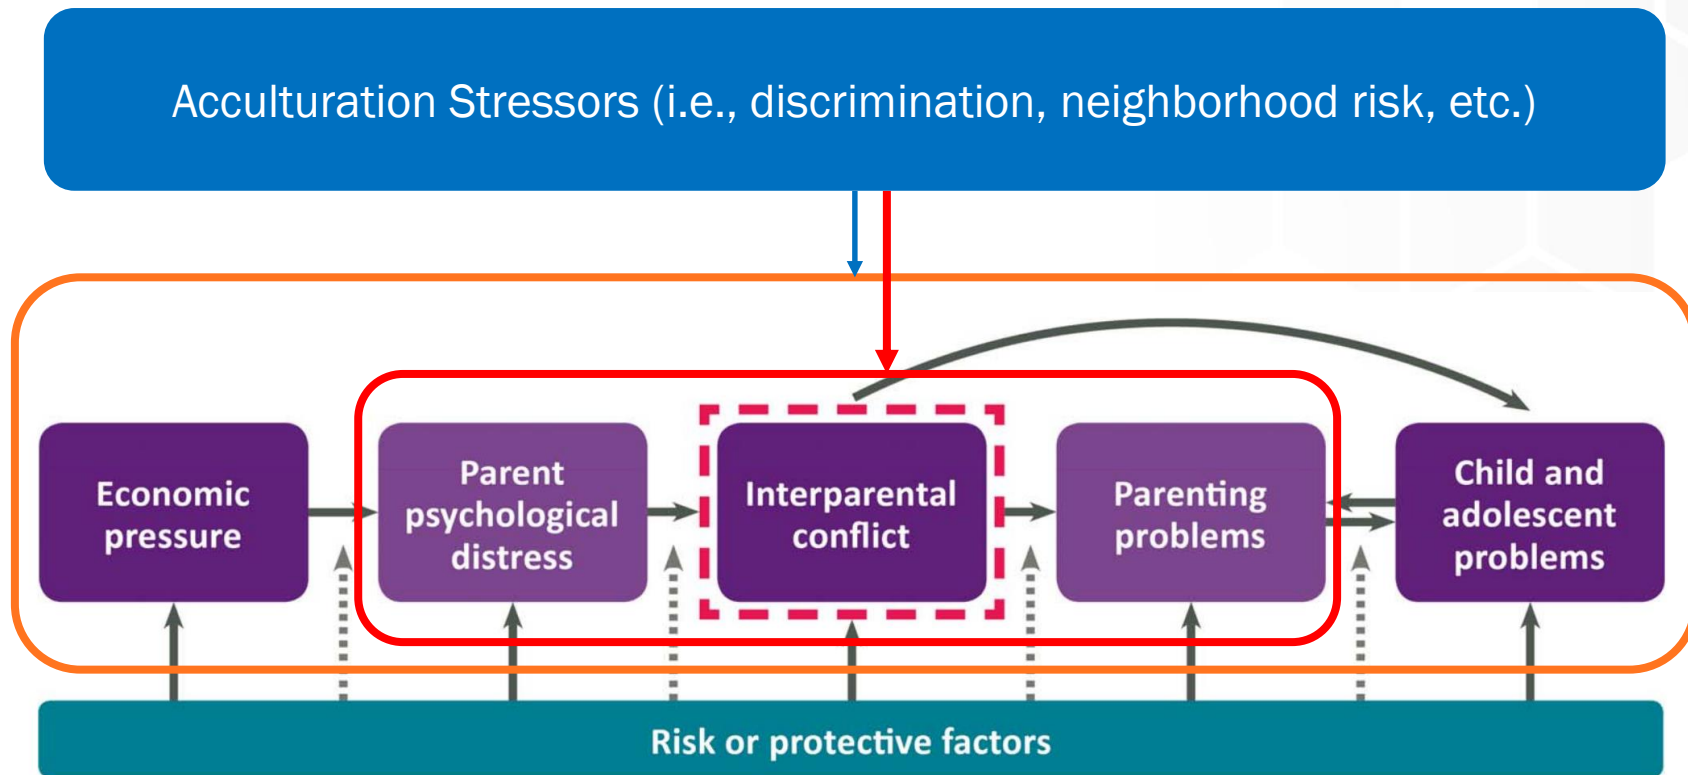 Acculturation Stressors (i.e., discrimination, neighborhood risk, etc.)
Economic
pressure
Parent
psychological
distress
Interparental
conflict
Parenting
problems
Child and
adolescent
problems
Risk or protective factors